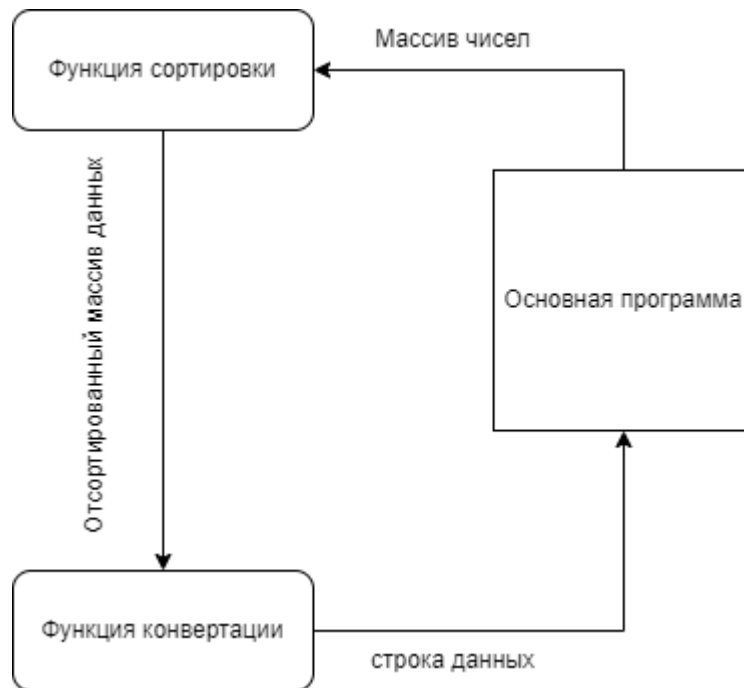 Массив чисел
Функция сортировки
Отсортированный массив данных
Основная программа
Функция конвертации
строка данных